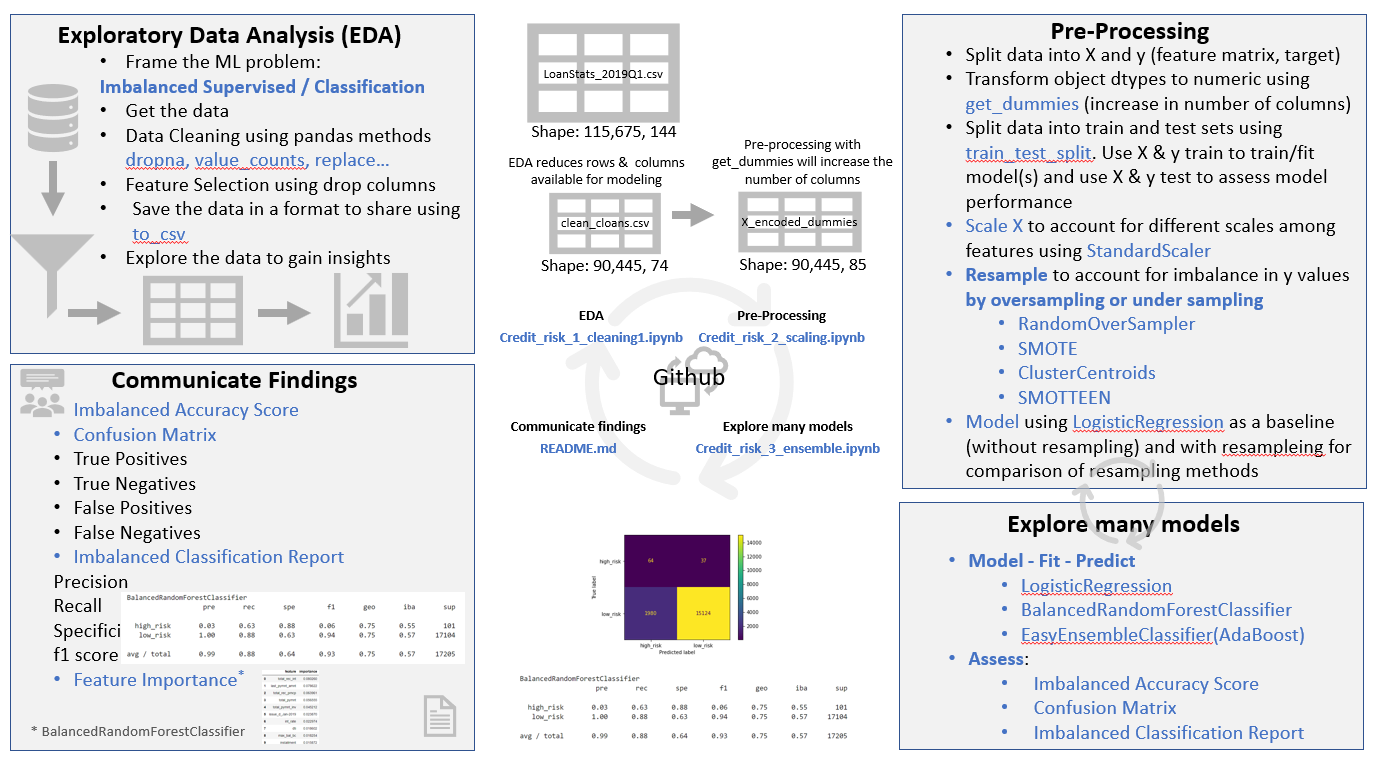 Exploratory Data Analysis (EDA)
• Frame the ML problem:
Imbalanced Supervised / Classification
• Get the data
• Data Cleaning using pandas methods
dropna, value_counts, replace...
• Feature Selection using drop columns
• Save the data in a format to share using
to_csv
• Explore the data to gain insights
Communicate Findings
Imbalanced Accuracy Score
• Confusion Matrix
• True Positives
• True Negatives
• False Positives
• False Negatives
• Imbalanced Classification Report
Precision
Recall
Specifici
f1 score
BalancedRandomForestClassifier
pre rec spe f1 geo iba sup
high_risk 0.03 0.63 0.88 0.06 0.75 0.55 101
low_risk 1.00 0.88 0.63 0.94 0.75 0.57 17104
avg / total 0.99 0.88 0.64 0.93 0.75 0.57 17205
• Feature Importance*
feature importance
* BalancedRandomForestClassifier
LoanStats_2019Q1.csv
Shape: 115,675, 144
EDA reduces rows & columns
available for modeling
clean_cloans.csv
Shape: 90,445, 74
Pre-processing with
get_dummies will increase the
number of columns
X_encoded_dummies
Shape: 90,445, 85
EDA
Credit_risk_1_cleaning1.ipynb
Pre-Processing
Credit_risk_2_scaling.ipynb
Github
Communicate findings
README.md
Explore many models
Credit_risk_3_ensemble.ipynb
high_risk
low_risk
True label
64
37
1980
15124
high_risk
low_risk
Predicted label
14000
12000
10000
8000
6000
4000
2000
BalancedRandomForestClassifier
pre rec spe f1 geo iba sup
high_risk 0.03 0.63 0.88 0.06 0.75 0.55 101
low_risk 1.00 0.88 0.63 0.94 0.75 0.57 17104
avg / total 0.99 0.88 0.64 0.93 0.75 0.57 17205
Pre-Processing
• Split data into X and y (feature matrix, target)
• Transform object dtypes to numeric using
get_dummies (increase in number of columns)
• Split data into train and test sets using
train_test_split. Use X & y train to train/fit
model(s) and use X & y test to assess model
performance
• Scale X to account for different scales among
features using StandardScaler
• Resample to account for imbalance in y values
by oversampling or under sampling
• RandomOverSampler
• SMOTE
• ClusterCentroids
• SMOTTEEN
• Model using LogisticRegression as a baseline
(without resampling) and with resampleing for
comparison of resampling methods
Explore many models
• Model - Fit - Predict
• LogisticRegression
• BalancedRandomForestClassifier
• EasyEnsembleClassifier(AdaBoost)
• Assess:
• Imbalanced Accuracy Score
• Confusion Matrix
• Imbalanced Classification Report